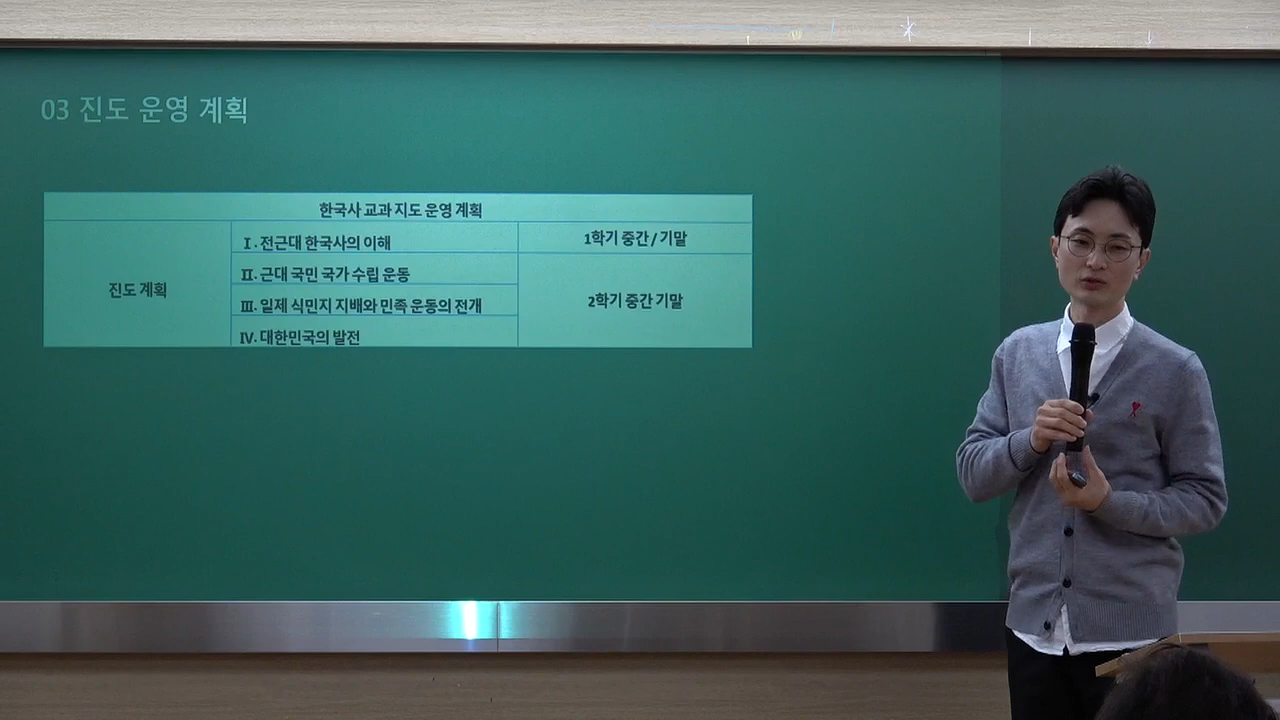 03 진도 운영 계획
한국사 교과 지도 운영 계획
진도 계획
Ⅰ. 전근대 한국사의 이해
1학기 중간 / 기말
Ⅱ. 근대 국민 국가 수립 운동
Ⅲ. 일제 식민지 지배와 민족 운동의 전개
Ⅳ. 대한민국의 발전
2학기 중간 기말